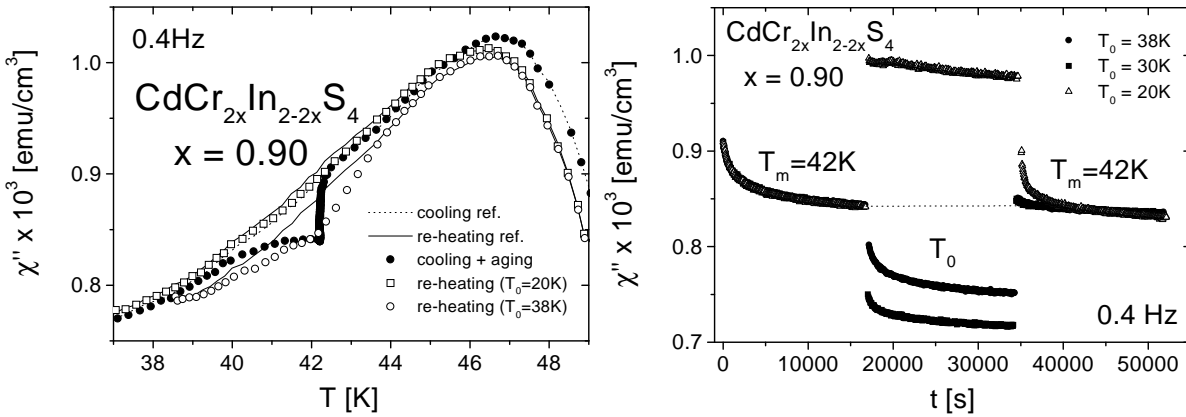 0.4Hz
CdCr2xIn2-2xS4
x = 0.90
cooling ref.
re-heating ref.
cooling + aging
re-heating (T0=20K)
re-heating (T0=38K)
χ'' x 10³ [emu/cm³]
1.0
0.9
0.8
38 40 42 44 46 48
T [K]
CdCr2xIn2-2xS4
x = 0.90
T0 = 38K
T0 = 30K
T0 = 20K
Tm=42K
Tm=42K
T0
0.4 Hz
χ'' x 10³ [emu/cm³]
1.0
0.9
0.8
0.7
0 10000 20000 30000 40000 50000
t [s]